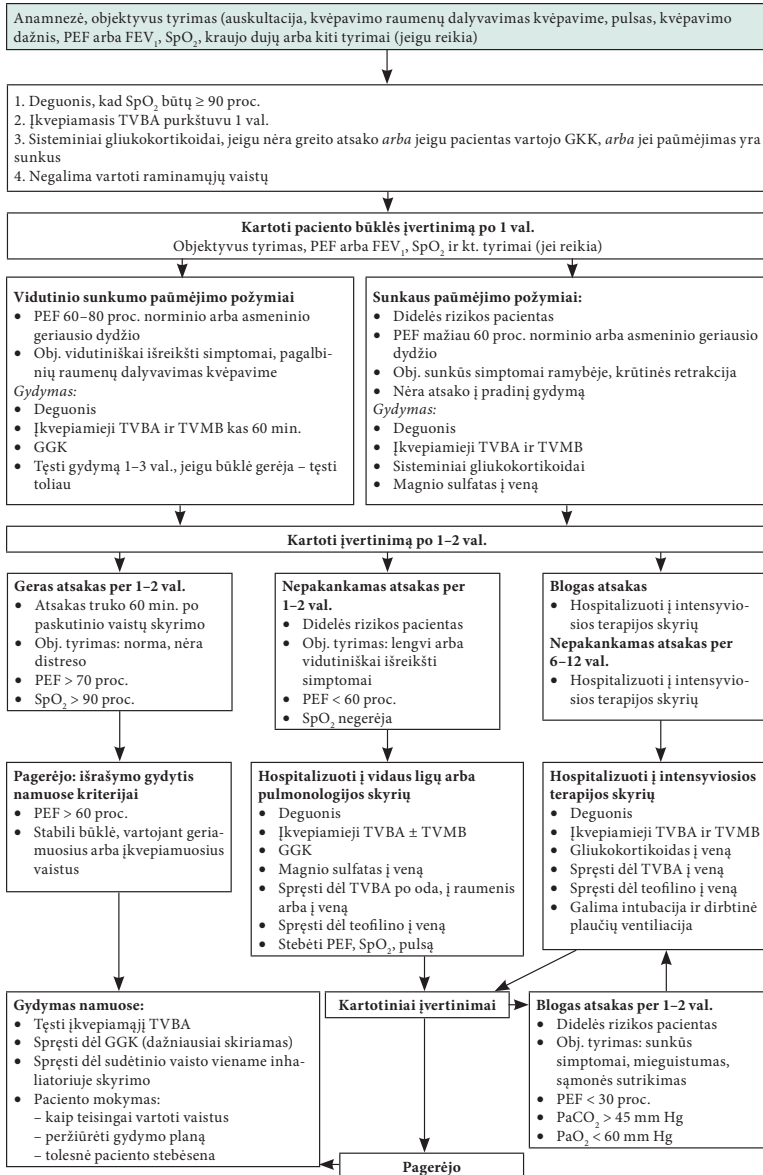 Anamnezė, objektyvus tyrimas (auskultacija, kvėpavimo raumenų dalyvavimas kvėpavime, pulsas, kvėpavimo
dažnis, PEF arba FEV₁, SpO₂, kraujo dujų arba kiti tyrimai (jeigu reikia)
1. Deguonis, kad SpO₂ būtų ≥ 90 proc.
2. Įkvepiamasis TVBA purkštuvu 1 val.
3. Sisteminiai gliukokortikoidai, jeigu nėra greito atsako arba jeigu pacientas vartojo GKK, arba jei paūmėjimas yra
sunkus
4. Negalima vartoti raminamųjų vaistų
Kartoti paciento būklės įvertinimą po 1 val.
Objektyvus tyrimas, PEF arba FEV₁, SpO₂ ir kt. tyrimai (jei reikia)
Vidutinio sunkumo paūmėjimo požymiai
• PEF 60–80 proc. norminio arba asmeninio
geriausio dydžio
• Obj. vidutiniškai išreikšti simptomai, pagalbi-
nių raumenų dalyvavimas kvėpavime
Gydymas:
• Deguonis
• Įkvepiamieji TVBA ir TVMB kas 60 min.
• GGK
• Tęsti gydymą 1–3 val., jeigu būklė gerėja – tęsti
toliau
Sunkaus paūmėjimo požymiai:
• Didelės rizikos pacientas
• PEF mažiau 60 proc. norminio arba asmeninio geriausio
dydžio
• Obj. sunkūs simptomai ramybėje, krūtinės retrakcija
• Nėra atsako į pradinį gydymą
Gydymas:
• Deguonis
• Įkvepiamieji TVBA ir TVMB
• Sisteminiai gliukokortikoidai
• Magnio sulfatas į veną
Kartoti įvertinimą po 1–2 val.
Geras atsakas per 1–2 val.
• Atsakas truko 60 min. po
paskutinio vaistų skyrimo
• Obj. tyrimas: norma, nėra
distreso
• PEF > 70 proc.
• SpO₂ > 90 proc.
Nepakankamas atsakas per
1–2 val.
• Didelės rizikos pacientas
• Obj. tyrimas: lengvi arba
vidutiniškai išreikšti
simptomai
• PEF < 60 proc.
• SpO₂ negerėja
Blogas atsakas
• Hospitalizuoti į intensyvio-
sios terapijos skyrių
Nepakankamas atsakas per
6–12 val.
• Hospitalizuoti į intensyvio-
sios terapijos skyrių
Pagerėjo: išrašymo gydytis
namuose kriterijai
• PEF > 60 proc.
• Stabili būklė, vartojant geria-
muosius arba įkvepiamuosius
vaistus
Hospitalizuoti į vidaus ligų arba
pulmonologijos skyrių
• Deguonis
• Įkvepiamieji TVBA ± TVMB
• GGK
• Magnio sulfatas į veną
• Spręsti dėl TVBA po oda, į raumenis
arba į veną
• Spręsti dėl teofilino į veną
• Stebėti PEF, SpO₂, pulsą
Hospitalizuoti į intensyviosios
terapijos skyrių
• Deguonis
• Įkvepiamieji TVBA ir TVMB
• Gliukokortikoidas į veną
• Spręsti dėl TVBA į veną
• Spręsti dėl teofilino į veną
• Galima intubacija ir dirbtinė
plaučių ventiliacija
Gydymas namuose:
• Tęsti įkvepiamąjį TVBA
• Spręsti dėl GGK (dažniausiai skiriamas)
• Spręsti dėl sudėtinio vaisto viename inha-
liatoriuje skyrimo
• Paciento mokymas:
– kaip teisingai vartoti vaistus
– peržiūrėti gydymo planą
– tolesnė paciento stebėsena
Kartotiniai įvertinimai
Blogas atsakas per 1–2 val.
• Didelės rizikos pacientas
• Obj. tyrimas: sunkūs
simptomai, mieguistumas,
sąmonės sutrikimas
• PEF < 30 proc.
• PaCO₂ > 45 mm Hg
• PaO₂ < 60 mm Hg
Pagerėjo